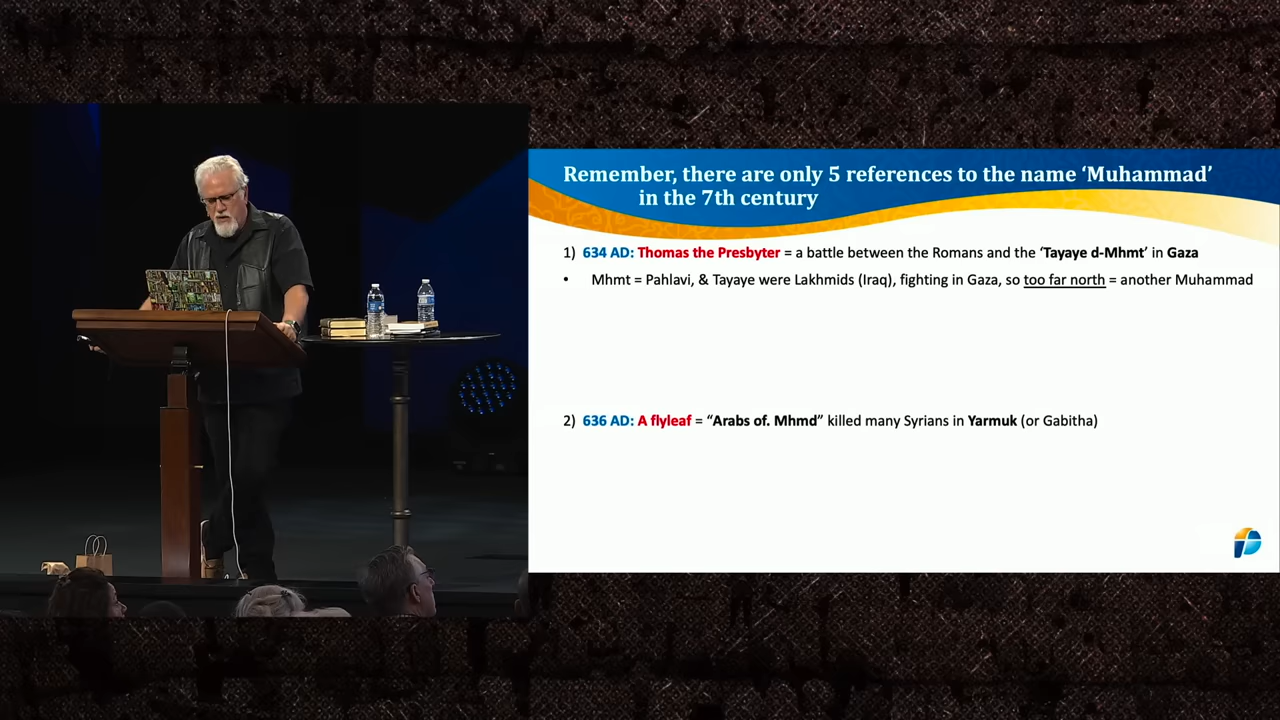 Remember, there are only 5 references to the name ‘Muhammad’
in the 7th century
1) 634 AD: Thomas the Presbyter = a battle between the Romans and the ‘Tayaye d-Mhmt’ in Gaza
• Mhmt = Pahlavi, & Tayaye were Lakhmids (Iraq), fighting in Gaza, so too far north = another Muhammad
2) 636 AD: A flyleaf = “Arabs of. Mhmd” killed many Syrians in Yarmuk (or Gabitha)